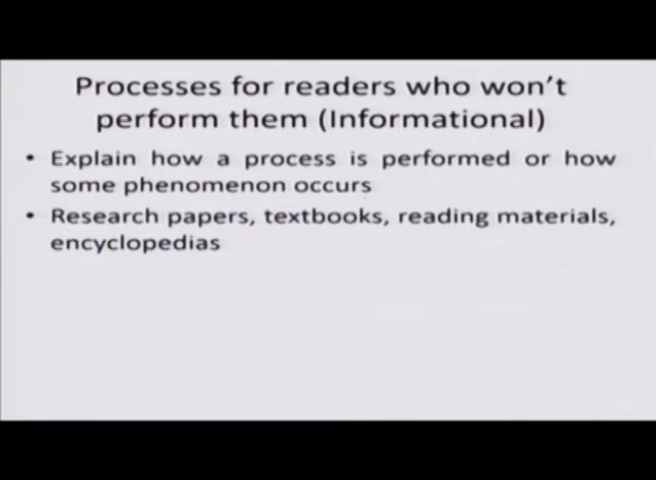 Processes for readers who won't
perform them (Informational)
• Explain how a process is performed or how
some phenomenon occurs
• Research papers, textbooks, reading materials,
encyclopedias